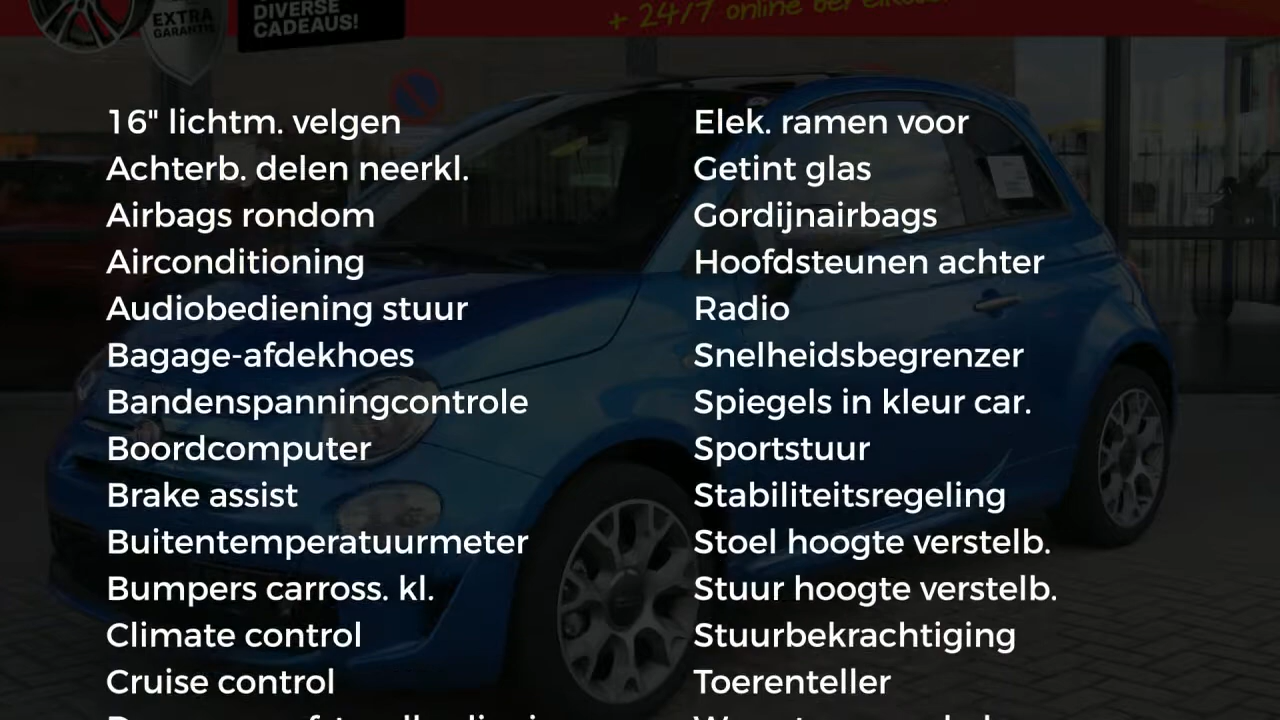 EXTRA
GARANTIE
DIVERSE
CADEAUS!
+ 24/7 online
16" lichtm. velgen
Achterb. delen neerkl.
Airbags rondom
Airconditioning
Audiobediening stuur
Bagage-afdekhoes
Bandenspanningcontrole
Boordcomputer
Brake assist
Buitentemperatuurmeter
Bumpers carross. kl.
Climate control
Cruise control
Elek. ramen voor
Getint glas
Gordijnairbags
Hoofdsteunen achter
Radio
Snelheidsbegrenzer
Spiegels in kleur car.
Sportstuur
Stabiliteitsregeling
Stoel hoogte verstelb.
Stuur hoogte verstelb.
Stuurbekrachtiging
Toerenteller